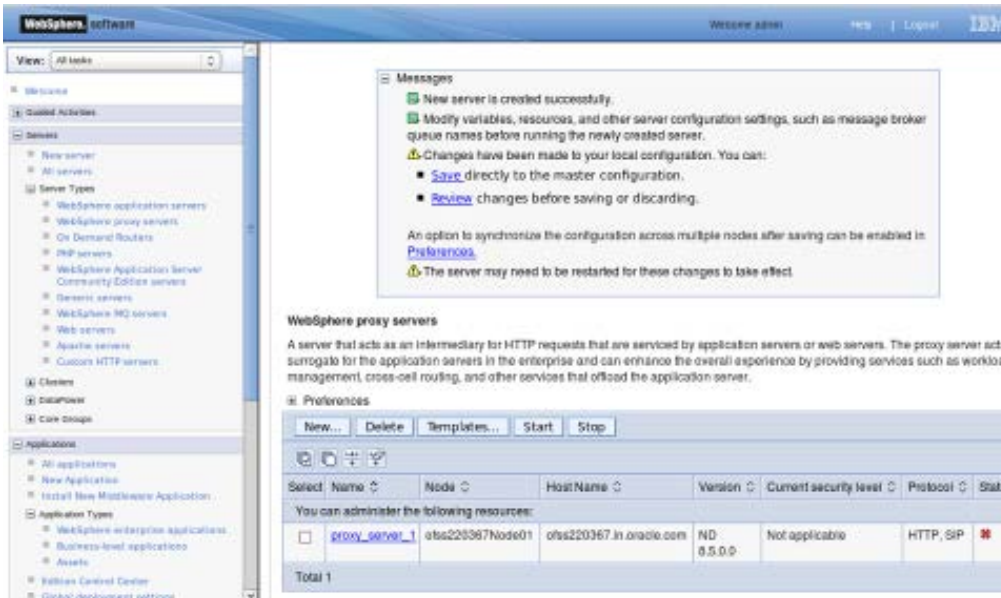 WebSphere. software
Welcome admin
Help | Logout
IBM
View: All tasks
Welcome
Guided Activities
Servers
New server
All servers
Server Types
WebSphere application servers
WebSphere proxy servers
On Demand Routers
PHP servers
WebSphere Application Server
Community Edition servers
Generic servers
WebSphere MQ servers
Web servers
Apache servers
Custom HTTP servers
Clusters
DataPower
Core Groups
Applications
All applications
New Application
Install New Middleware Application
Application Types
WebSphere enterprise applications
Business-level applications
Assets
Edition Control Center
Global deployment settings
Messages
New server is created successfully.
Modify variables, resources, and other server configuration settings, such as message broker
queue names before running the newly created server.
Changes have been made to your local configuration. You can:
Save directly to the master configuration.
Review changes before saving or discarding.
An option to synchronize the configuration across multiple nodes after saving can be enabled in
Preferences.
The server may need to be restarted for these changes to take effect.
WebSphere proxy servers
A server that acts as an intermediary for HTTP requests that are serviced by application servers or web servers. The proxy server act
surrogate for the application servers in the enterprise and can enhance the overall experience by providing services such as worklo
management, cross-cell routing, and other services that offload the application server.
Preferences
New... Delete Templates... Start Stop
Select Name Node Host Name Version Current security level Protocol Stat
You can administer the following resources:
proxy_server_1 ofss220367Node01 ofss220367.in.oracle.com ND Not applicable HTTP, SIP
8.5.0.0
Total 1